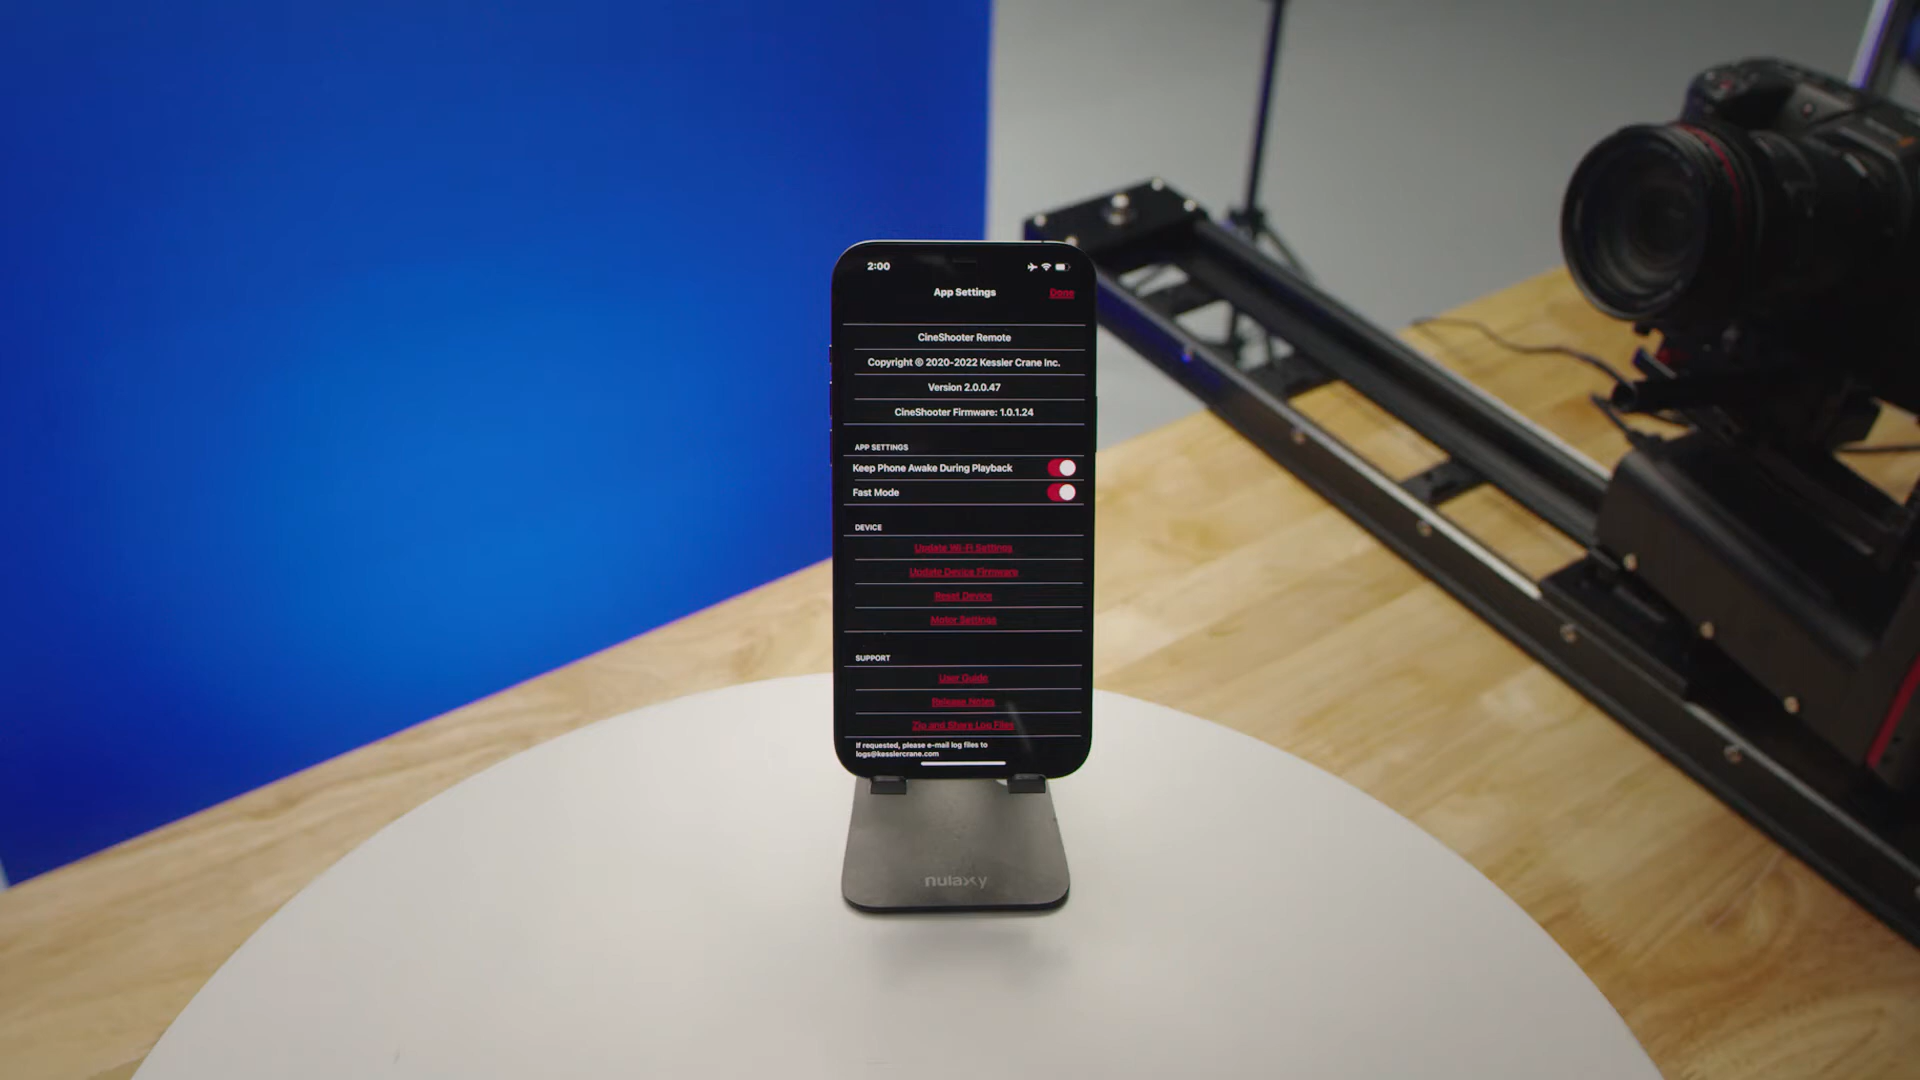 2:00
App Settings
Done
CineShooter Remote
Copyright © 2020-2022 Kessler Crane Inc.
Version 2.0.0.47
CineShooter Firmware: 1.0.1.24
APP SETTINGS
Keep Phone Awake During Playback
Fast Mode
DEVICE
Update Wi-Fi Settings
Update Device Firmware
Reset Device
Motor Settings
SUPPORT
User Guide
Release Notes
Zip and Share Log Files
If requested, please e-mail log files to
logs@kesslercrane.com
nulaxy